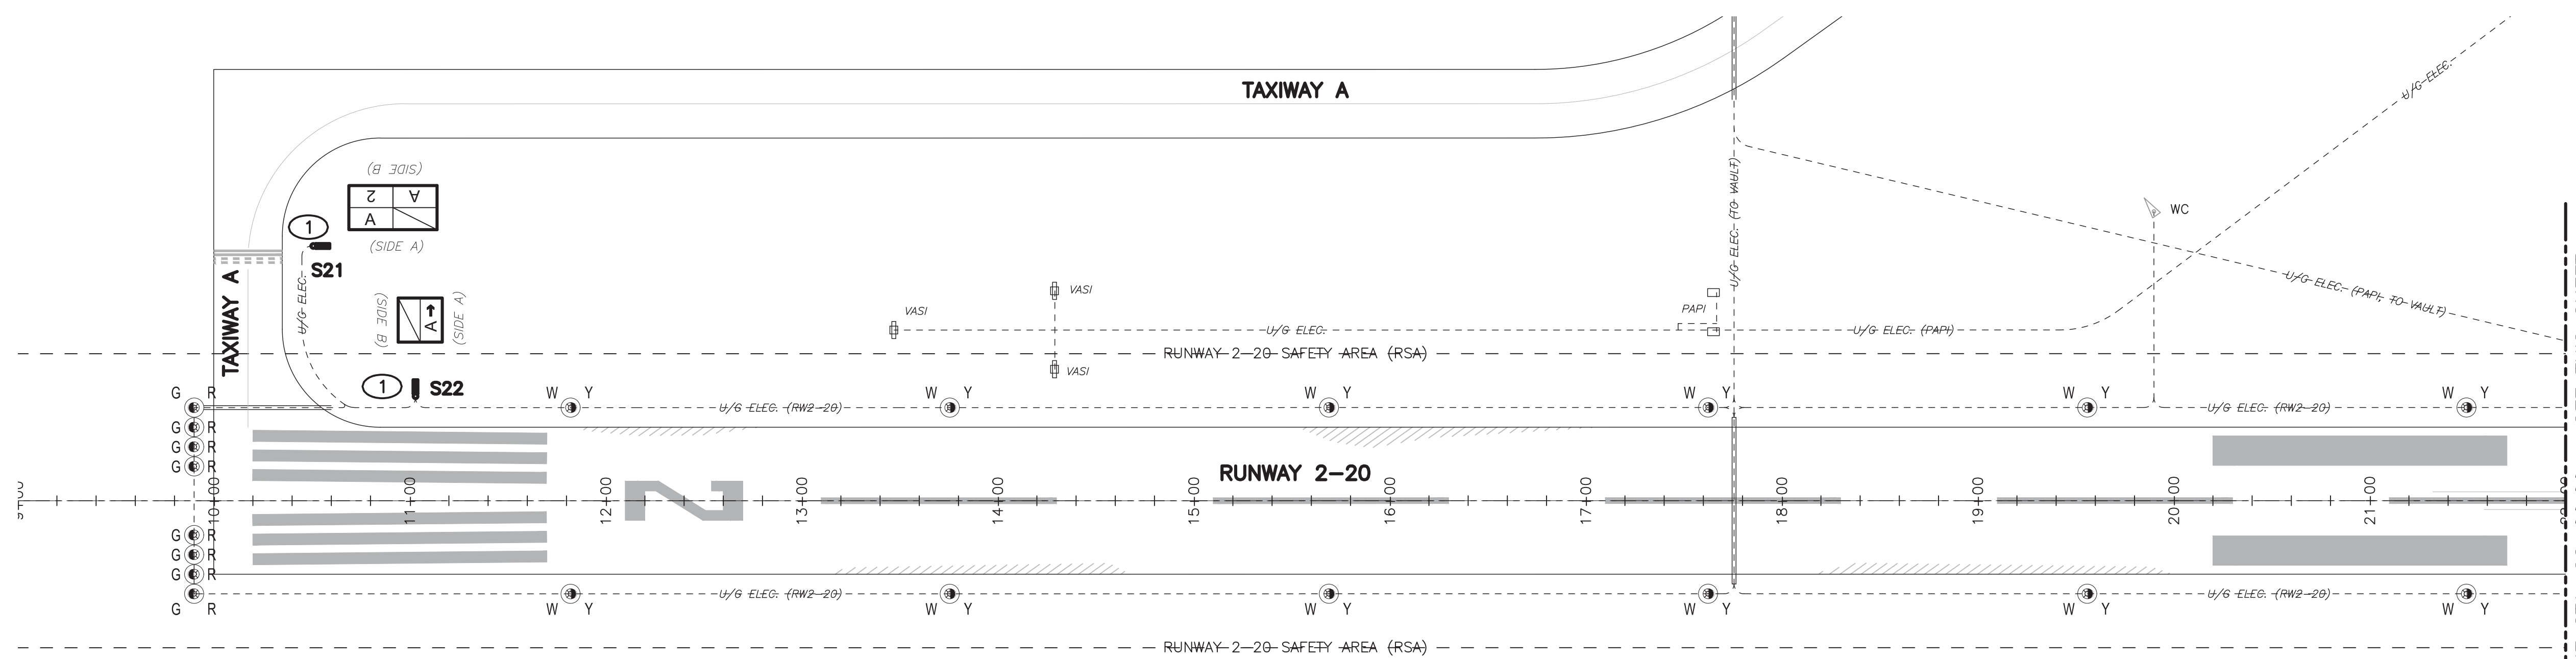 TAXIWAY A
U/G ELEC.
(SIDE B)
2 A
A
1
(SIDE A)
S21
U/G ELEC.
TAXIWAY A
(SIDE B)
A→
(SIDE A)
1
S22
U/G ELEC. (TO VAULT)
WC
U/G ELEC. (PAPI, TO VAULT)
VASI
VASI
VASI
PAPI
U/G ELEC.
U/G ELEC. (PAPI)
RUNWAY 2-20 SAFETY AREA (RSA)
G R W Y W Y W Y W Y W Y W Y
U/G ELEC. (RW2-20)
U/G ELEC. (RW2-20)
G R
G R
G R
RUNWAY 2-20
10+00 11+00 12+00 13+00 14+00 15+00 16+00 17+00 18+00 19+00 20+00 21+00
2
G R
G R
G R
U/G ELEC. (RW2-20)
U/G ELEC. (RW2-20)
G R W Y W Y W Y W Y W Y W Y
RUNWAY 2-20 SAFETY AREA (RSA)